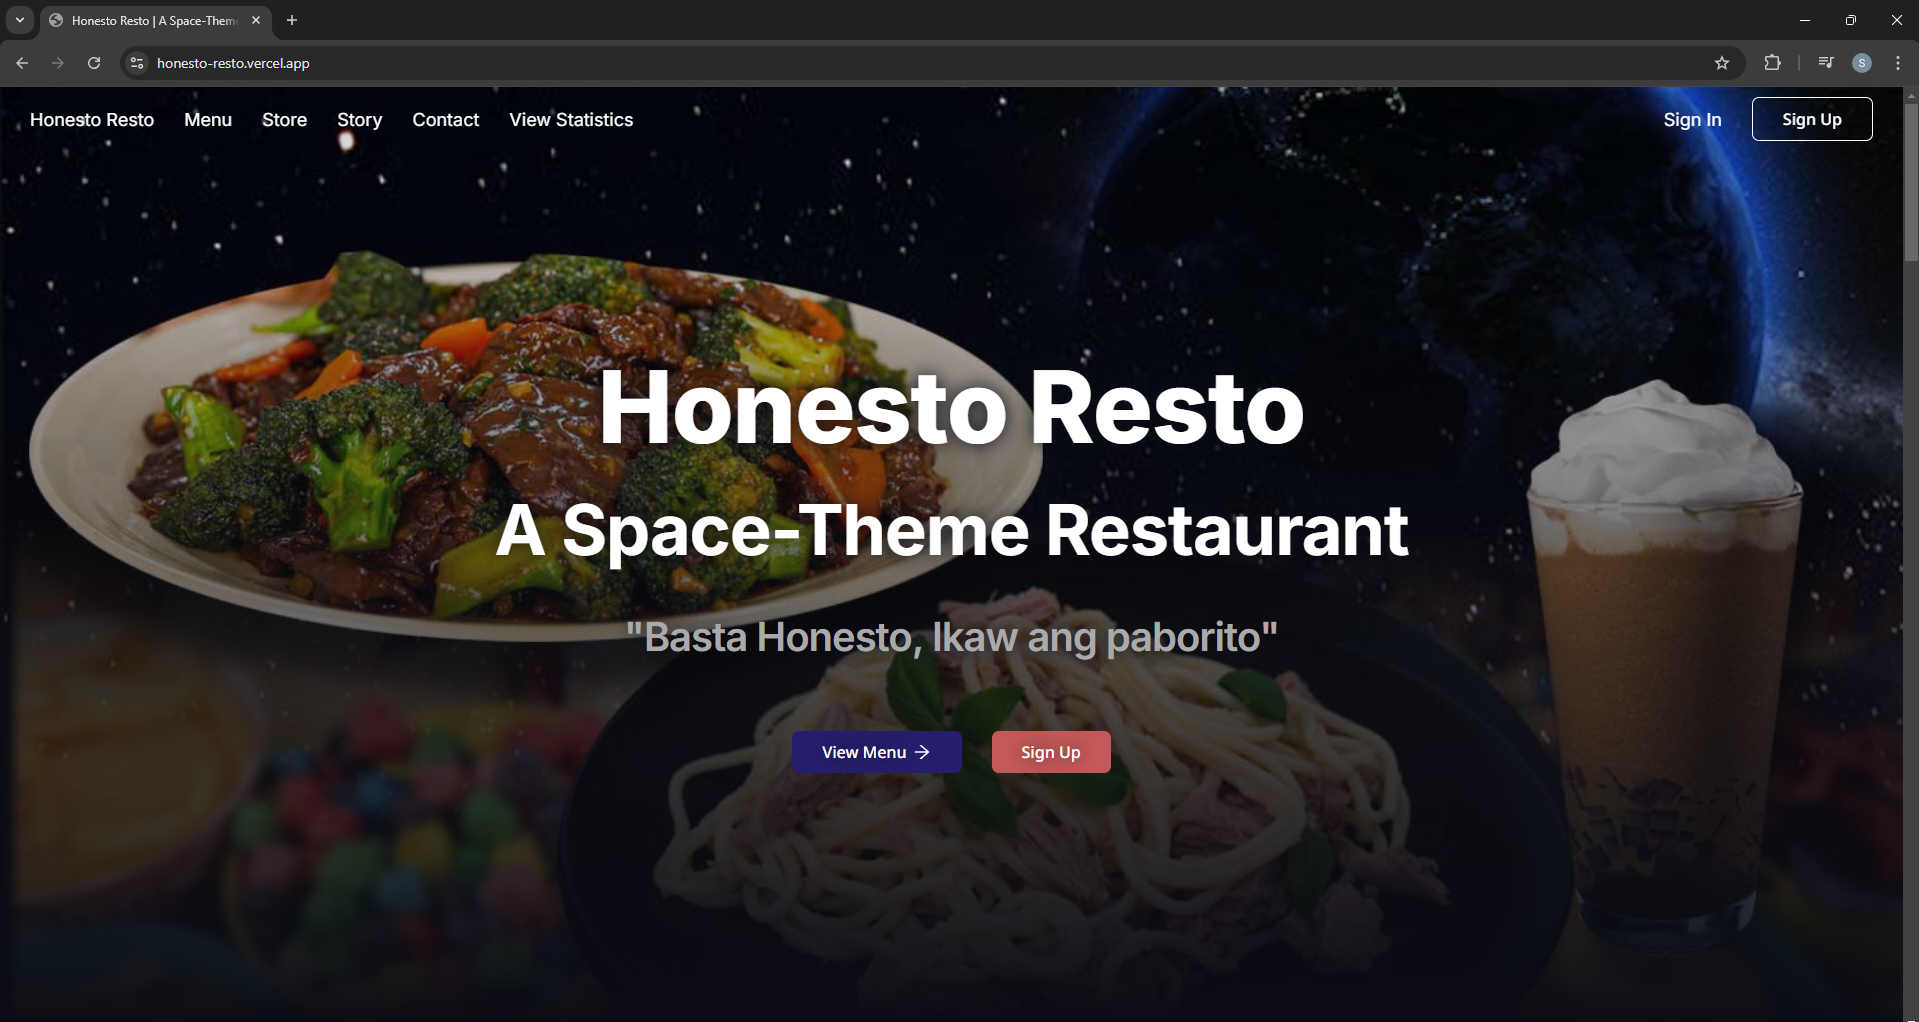 Honesto Resto | A Space-Them
honesto-resto.vercel.app
S
Honesto Resto Menu Store Story Contact View Statistics Sign In Sign Up
Honesto Resto
A Space-Theme Restaurant
"Basta Honesto, Ikaw ang paborito"
View Menu → Sign Up